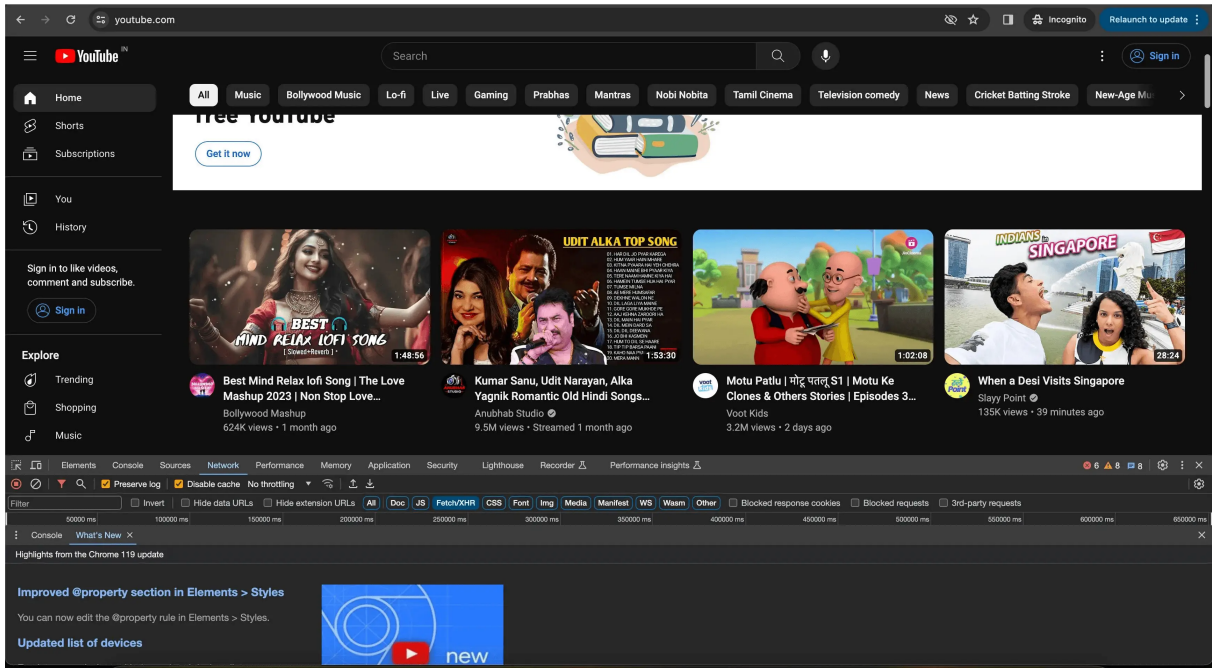 youtube.com
Incognito
Relaunch to update
YouTube IN
Search
Sign in
Home
Shorts
Subscriptions
You
History
Sign in to like videos,
comment and subscribe.
Sign in
Explore
Trending
Shopping
Music
All Music Bollywood Music Lo-fi Live Gaming Prabhas Mantras Nobi Nobita Tamil Cinema Television comedy News Cricket Batting Stroke New-Age
free YouTube
Get it now
BEST
MIND RELAX LOFI SONG
[ Slowed+Reverb ]
1:48:56
Best Mind Relax lofi Song | The Love
Mashup 2023 | Non Stop Love...
Bollywood Mashup
624K views • 1 month ago
UDIT ALKA TOP SONG
1:53:30
Kumar Sanu, Udit Narayan, Alka
Yagnik Romantic Old Hindi Songs...
Anubhab Studio
9.5M views • Streamed 1 month ago
1:02:08
voot
Motu Patlu | मोटू पतलू S1 | Motu Ke
Clones & Others Stories | Episodes 3...
Voot Kids
3.2M views • 2 days ago
INDIANS in
SINGAPORE
28:24
Point
When a Desi Visits Singapore
Slayy Point
135K views • 39 minutes ago
Elements Console Sources Network Performance Memory Application Security Lighthouse Recorder Performance insights 6 8 8
Preserve log Disable cache No throttling
Filter Invert Hide data URLs Hide extension URLs All Doc JS Fetch/XHR CSS Font Img Media Manifest WS Wasm Other Blocked response cookies Blocked requests 3rd-party requests
50000 ms 100000 ms 150000 ms 200000 ms 250000 ms 300000 ms 350000 ms 400000 ms 450000 ms 500000 ms 550000 ms 600000 ms 650000 ms
Console What's New
Highlights from the Chrome 119 update
Improved @property section in Elements > Styles
You can now edit the @property rule in Elements > Styles.
Updated list of devices
new